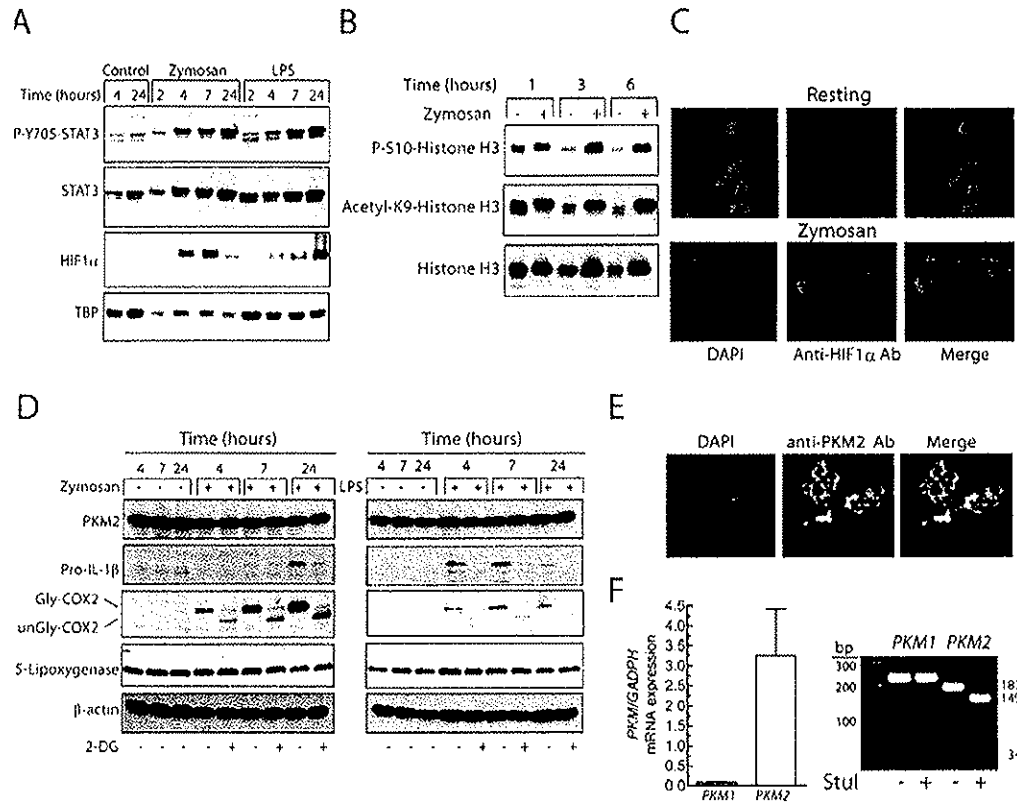 A
Control Zymosan LPS
Time (hours) 4 24 2 4 7 24 2 4 7 24
P-Y705-STAT3
STAT3
HIF1α
TBP
B
Time (hours) 1 3 6
Zymosan - + - + - +
P-S10-Histone H3
Acetyl-K9-Histone H3
Histone H3
C
Resting
Zymosan
DAPI Anti-HIF1α Ab Merge
D
Time (hours)
4 7 24 4 7 24
Zymosan - - - + + + + + +
PKM2
Pro-IL-1β
Gly-COX2
unGly-COX2
5-Lipoxygenase
β-actin
2-DG - - - - + - + - +
Time (hours)
4 7 24 4 7 24
LPS - - - + + + + + +
- - - - + - + - +
E
DAPI anti-PKM2 Ab Merge
F
PKM/GADPH
mRNA expression
4.5
4.0
3.5
3.0
2.5
2.0
1.5
1.0
0.5
0.0
PKM1 PKM2
bp PKM1 PKM2
300
200
100
StuI - + - +